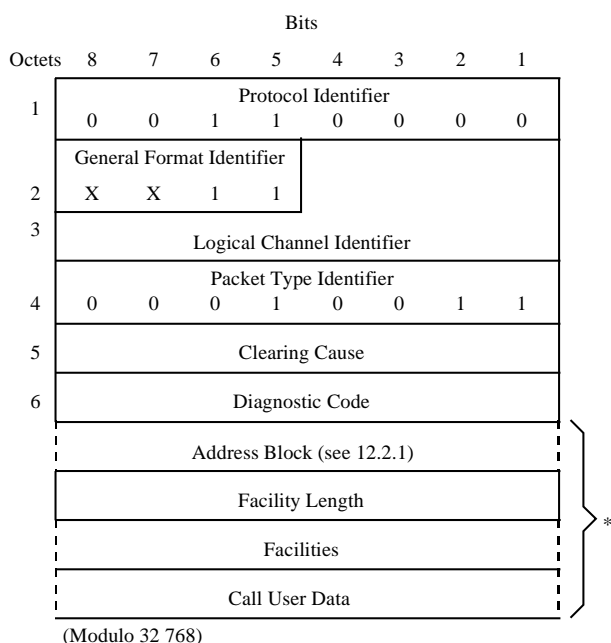 Bits
Octets 8 7 6 5 4 3 2 1
1 Protocol Identifier
0 0 1 1 0 0 0 0
General Format Identifier
2 X X 1 1
3
Logical Channel Identifier
Packet Type Identifier
4 0 0 0 1 0 0 1 1
5 Clearing Cause
6 Diagnostic Code
Address Block (see 12.2.1)
Facility Length
*
Facilities
Call User Data
(Modulo 32 768)